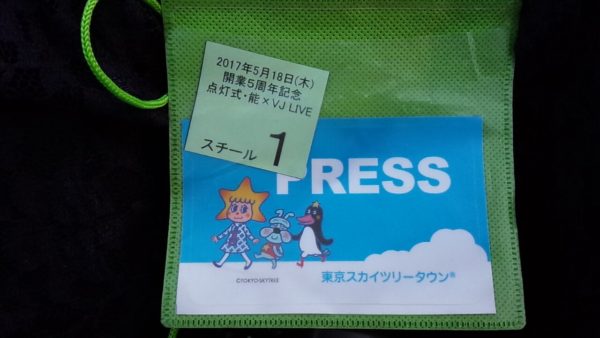 2017年5月18日(木)
開業5周年記念
点灯式・能×VJ LIVE
スチール 1
PRESS
©TOKYO-SKYTREE
東京スカイツリータウン®